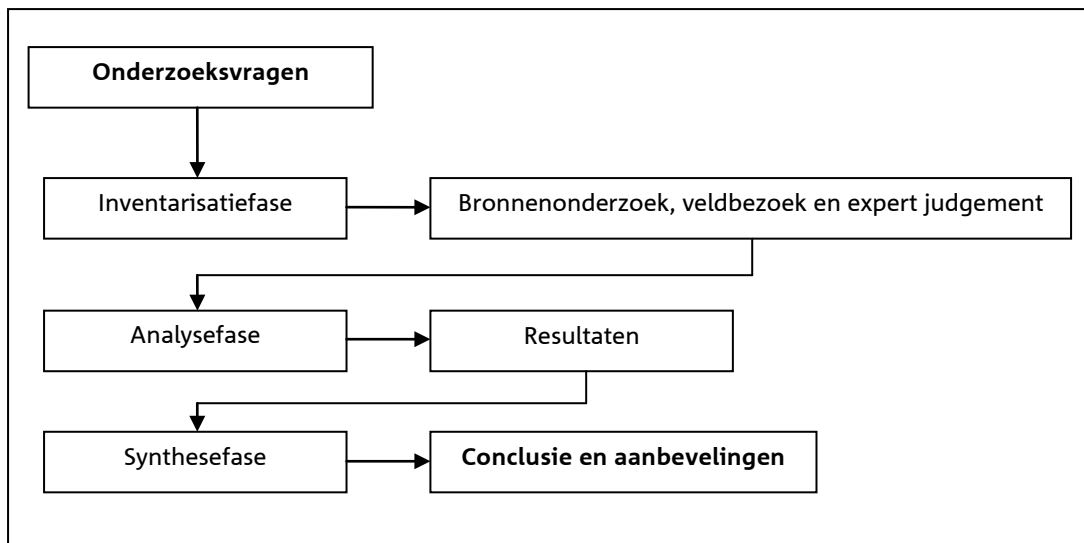 Onderzoeksvragen
Inventarisatiefase
Bronnenonderzoek, veldbezoek en expert judgement
Analysefase
Resultaten
Synthesefase
Conclusie en aanbevelingen